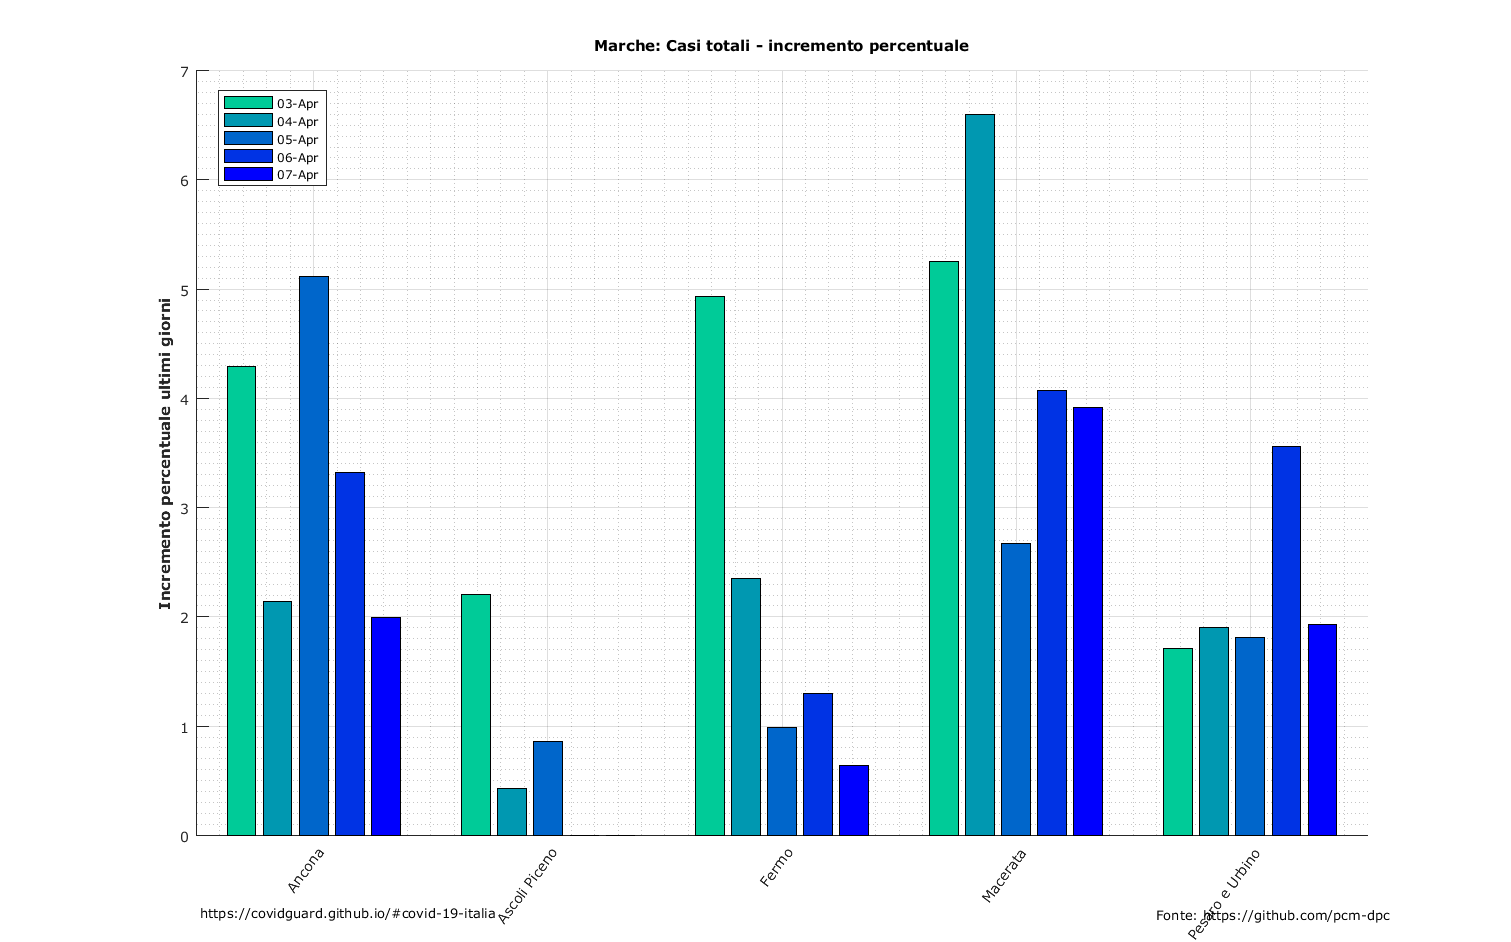 Marche: Casi totali - incremento percentuale
Incremento percentuale ultimi giorni
7
6
5
4
3
2
1
0
03-Apr
04-Apr
05-Apr
06-Apr
07-Apr
Ancona
Ascoli Piceno
Fermo
Macerata
Pesaro e Urbino
https://covidguard.github.io/#covid-19-italia
Fonte: https://github.com/pcm-dpc